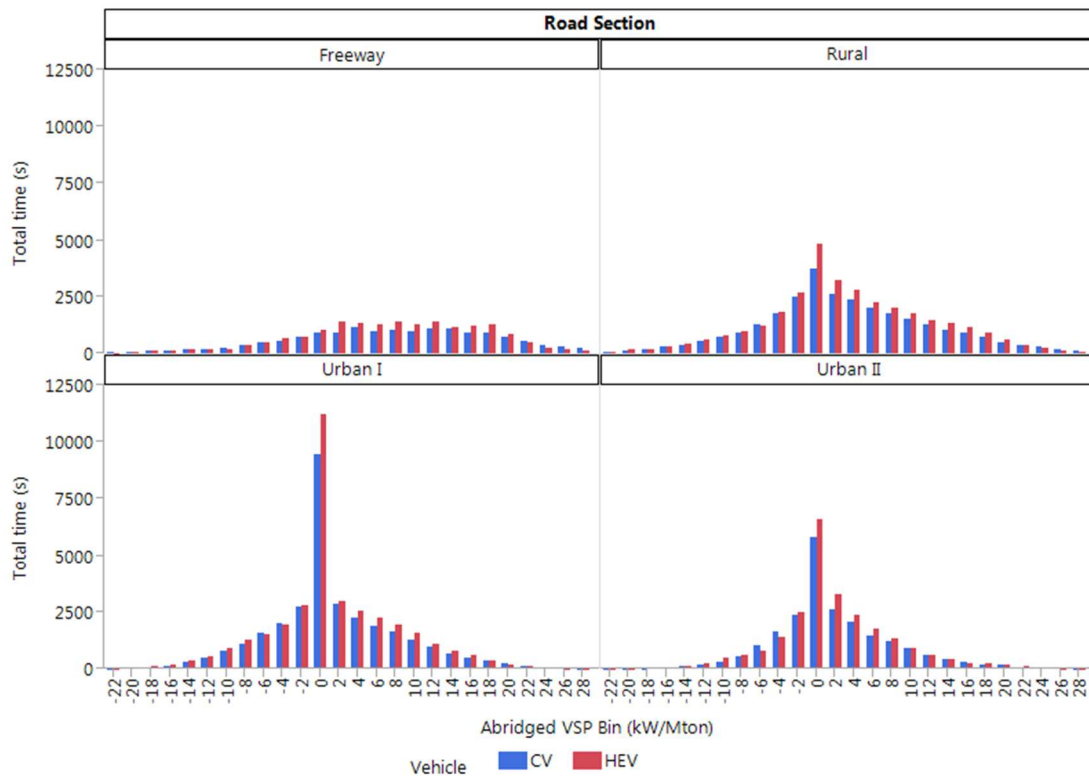 Road Section
Freeway Rural
12500
10000
7500
5000
2500
0
Total time (s)
Urban I Urban II
12500
10000
7500
5000
2500
0
Total time (s)
-22 -20 -18 -16 -14 -12 -10 -8 -6 -4 -2 0 2 4 6 8 10 12 14 16 18 20 22 24 26 28 -22 -20 -18 -16 -14 -12 -10 -8 -6 -4 -2 0 2 4 6 8 10 12 14 16 18 20 22 24 26 28
Abridged VSP Bin (kW/Mton)
Vehicle CV HEV